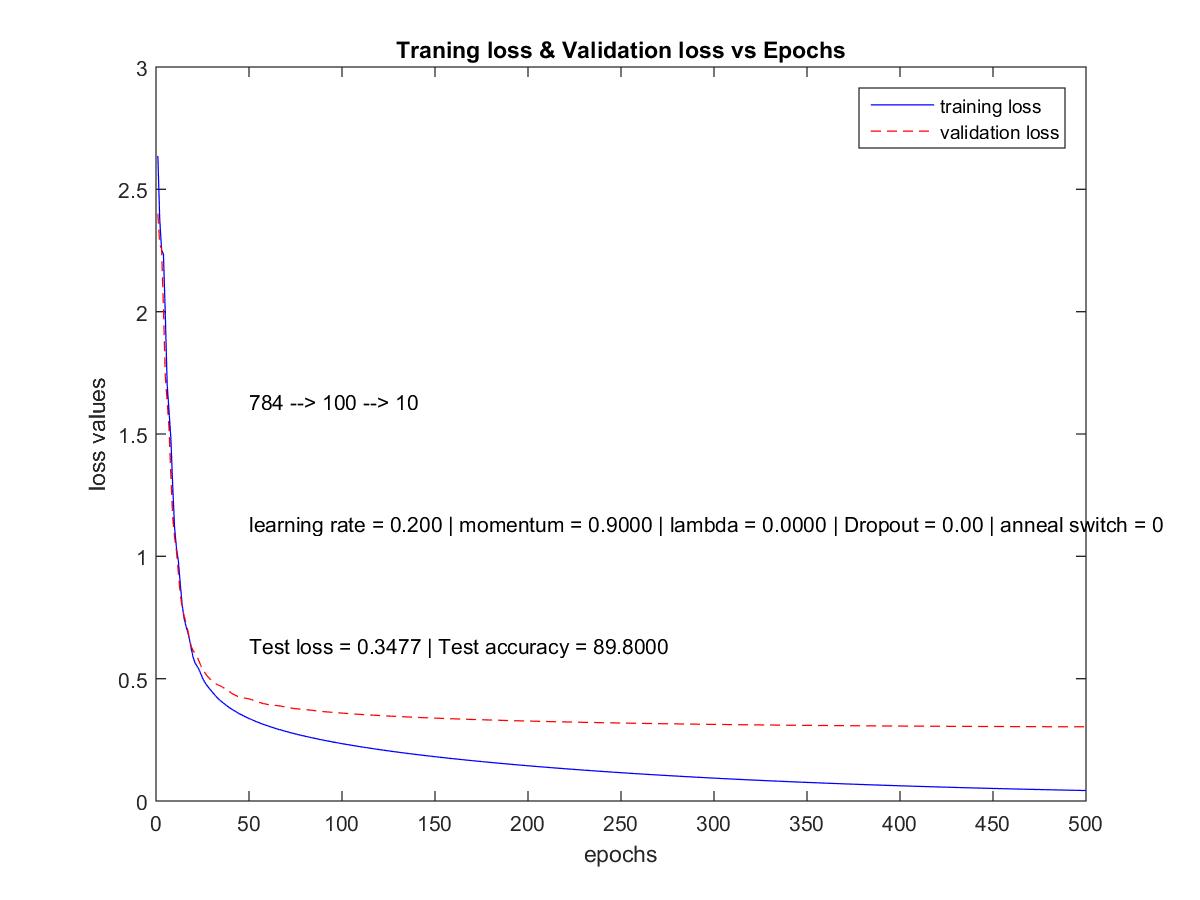 Traning loss & Validation loss vs Epochs
3
training loss
validation loss
2.5
2
784 --> 100 --> 10
1.5
loss values
learning rate = 0.200 | momentum = 0.9000 | lambda = 0.0000 | Dropout = 0.00 | anneal switch = 0
1
Test loss = 0.3477 | Test accuracy = 89.8000
0.5
0
0 50 100 150 200 250 300 350 400 450 500
epochs